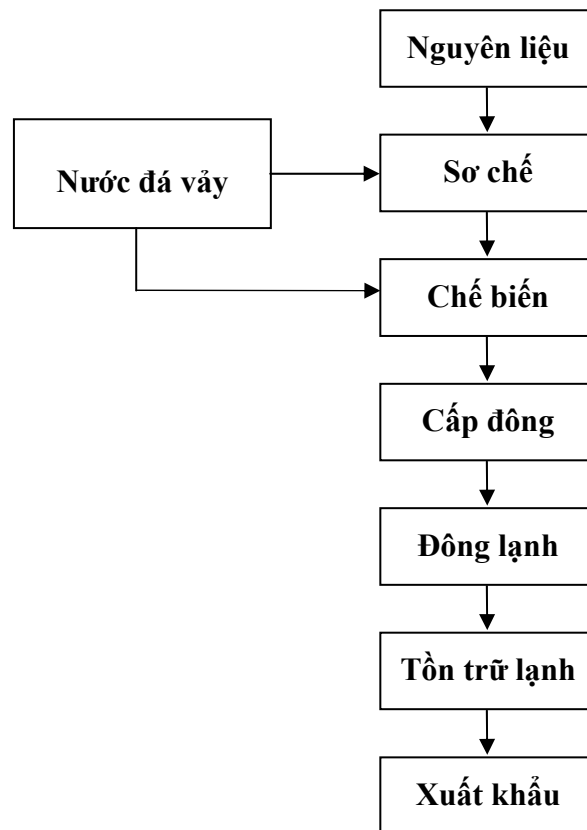 Nguyên liệu
Nước đá vảy
Sơ chế
Chế biến
Cấp đông
Đông lạnh
Tồn trữ lạnh
Xuất khẩu